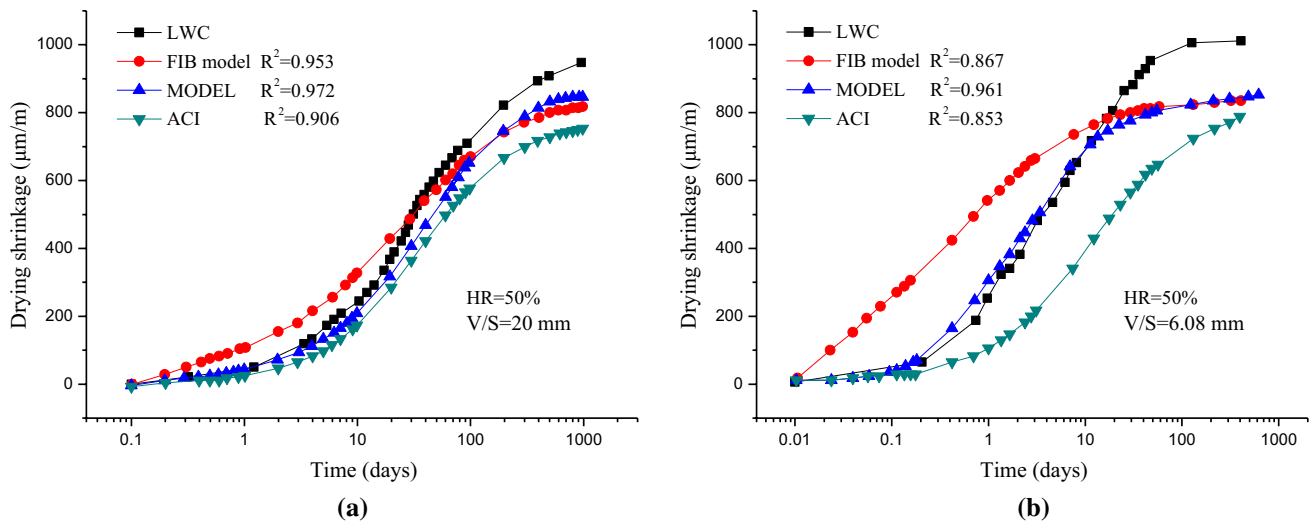 LWC
FIB model R²=0.953
MODEL R²=0.972
ACI R²=0.906
1000
800
600
400
200
0
Drying shrinkage (μm/m)
HR=50%
V/S=20 mm
0.1 1 10 100 1000
Time (days)
(a)
LWC
FIB model R²=0.867
MODEL R²=0.961
ACI R²=0.853
1000
800
600
400
200
0
Drying shrinkage (μm/m)
HR=50%
V/S=6.08 mm
0.01 0.1 1 10 100 1000
Time (days)
(b)